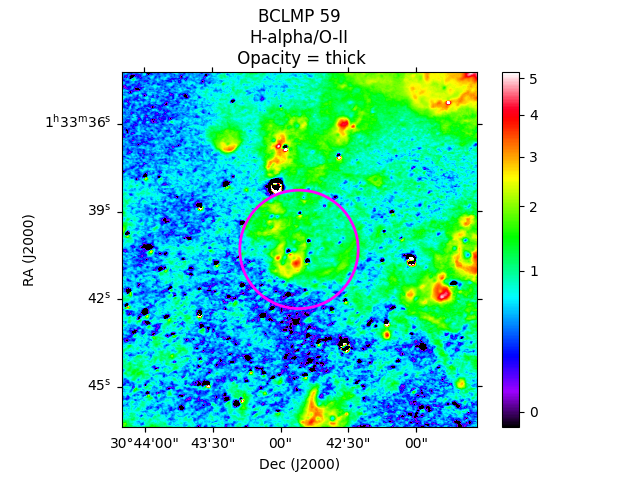 BCLMP 59
H-alpha/O-II
Opacity = thick
1ʰ33ᵐ36ˢ
39ˢ
42ˢ
45ˢ
RA (J2000)
30°44'00" 43'30" 00" 42'30" 00"
Dec (J2000)
5
4
3
2
1
0